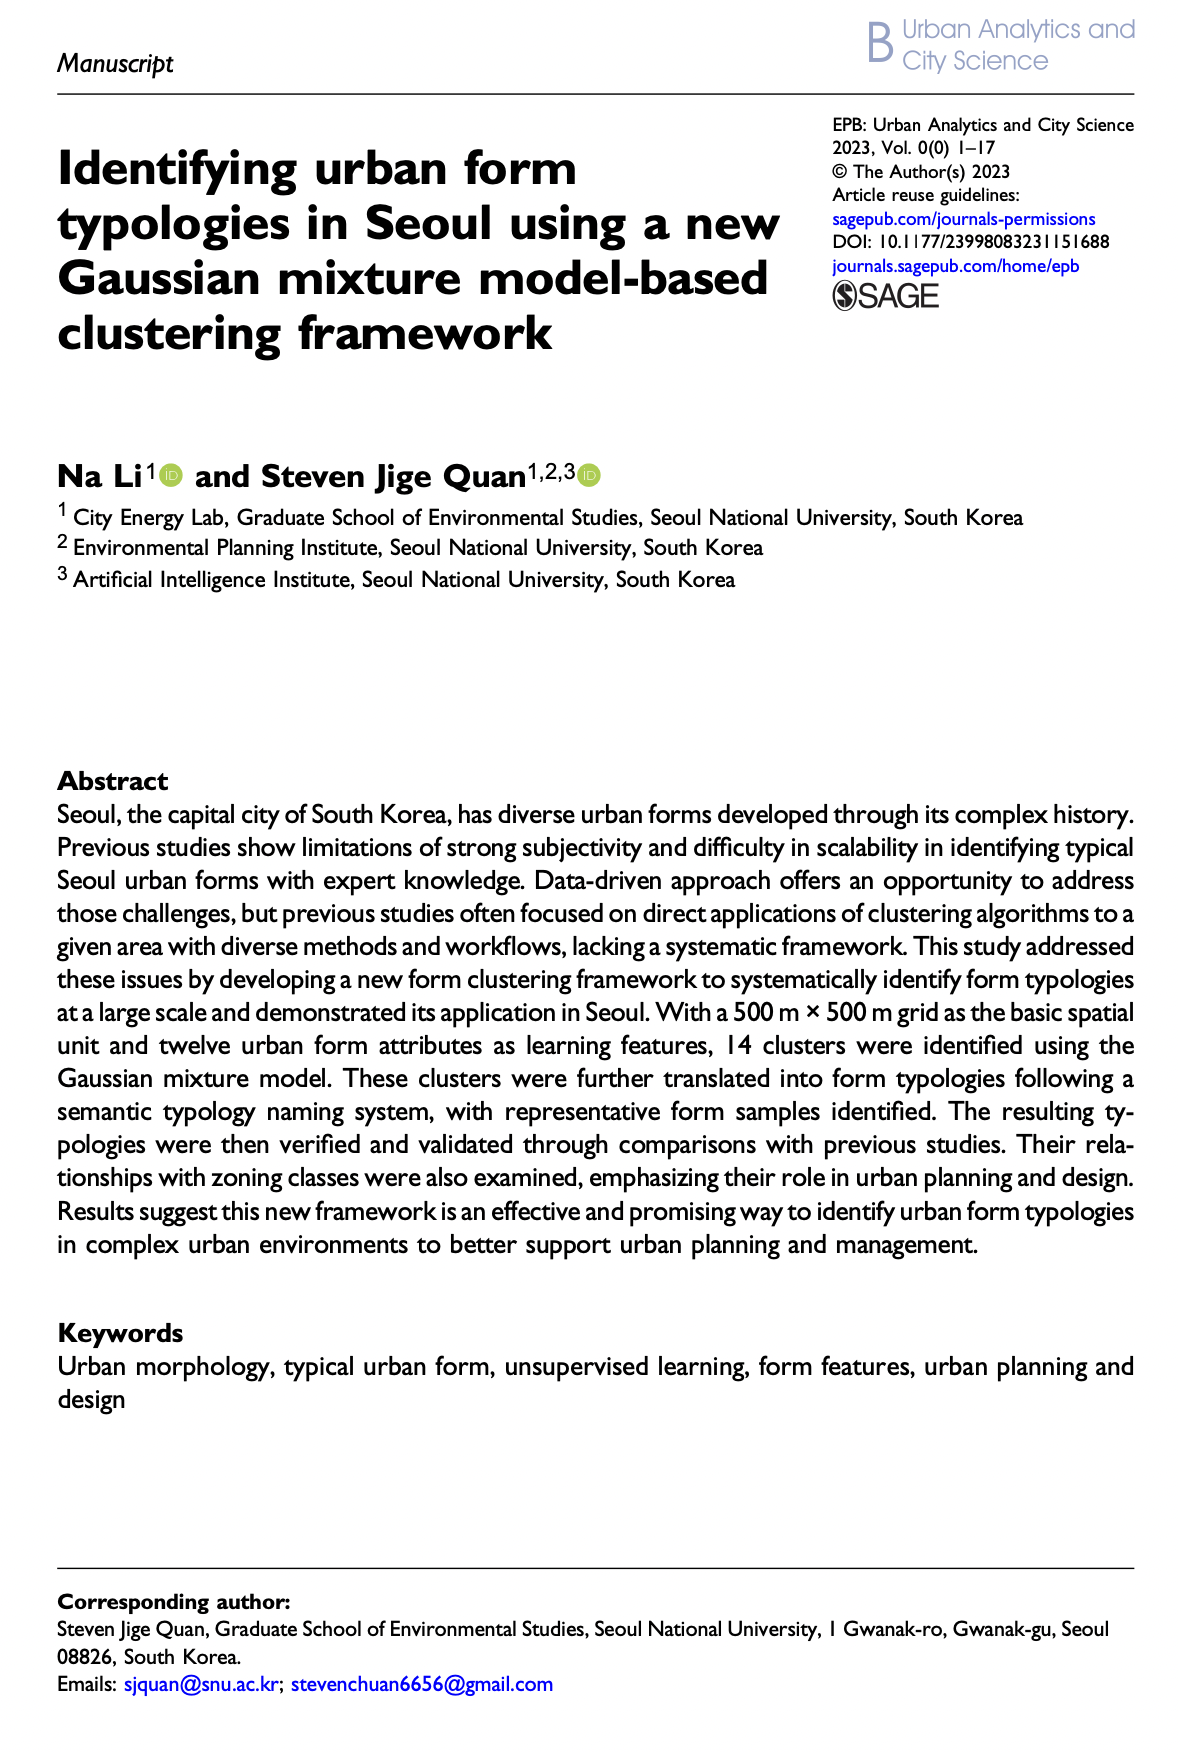 Manuscript
B Urban Analytics and
City Science
Identifying urban form
typologies in Seoul using a new
Gaussian mixture model-based
clustering framework
EPB: Urban Analytics and City Science
2023, Vol. 0(0) 1–17
© The Author(s) 2023
Article reuse guidelines:
sagepub.com/journals-permissions
DOI: 10.1177/23998083231151688
journals.sagepub.com/home/epb
SAGE
Na Li1 iD and Steven Jige Quan1,2,3 iD
1 City Energy Lab, Graduate School of Environmental Studies, Seoul National University, South Korea
2 Environmental Planning Institute, Seoul National University, South Korea
3 Artificial Intelligence Institute, Seoul National University, South Korea
Abstract
Seoul, the capital city of South Korea, has diverse urban forms developed through its complex history.
Previous studies show limitations of strong subjectivity and difficulty in scalability in identifying typical
Seoul urban forms with expert knowledge. Data-driven approach offers an opportunity to address
those challenges, but previous studies often focused on direct applications of clustering algorithms to a
given area with diverse methods and workflows, lacking a systematic framework. This study addressed
these issues by developing a new form clustering framework to systematically identify form typologies
at a large scale and demonstrated its application in Seoul. With a 500 m × 500 m grid as the basic spatial
unit and twelve urban form attributes as learning features, 14 clusters were identified using the
Gaussian mixture model. These clusters were further translated into form typologies following a
semantic typology naming system, with representative form samples identified. The resulting ty-
pologies were then verified and validated through comparisons with previous studies. Their rela-
tionships with zoning classes were also examined, emphasizing their role in urban planning and design.
Results suggest this new framework is an effective and promising way to identify urban form typologies
in complex urban environments to better support urban planning and management.
Keywords
Urban morphology, typical urban form, unsupervised learning, form features, urban planning and
design
Corresponding author:
Steven Jige Quan, Graduate School of Environmental Studies, Seoul National University, 1 Gwanak-ro, Gwanak-gu, Seoul
08826, South Korea.
Emails: sjquan@snu.ac.kr; stevenchuan6656@gmail.com